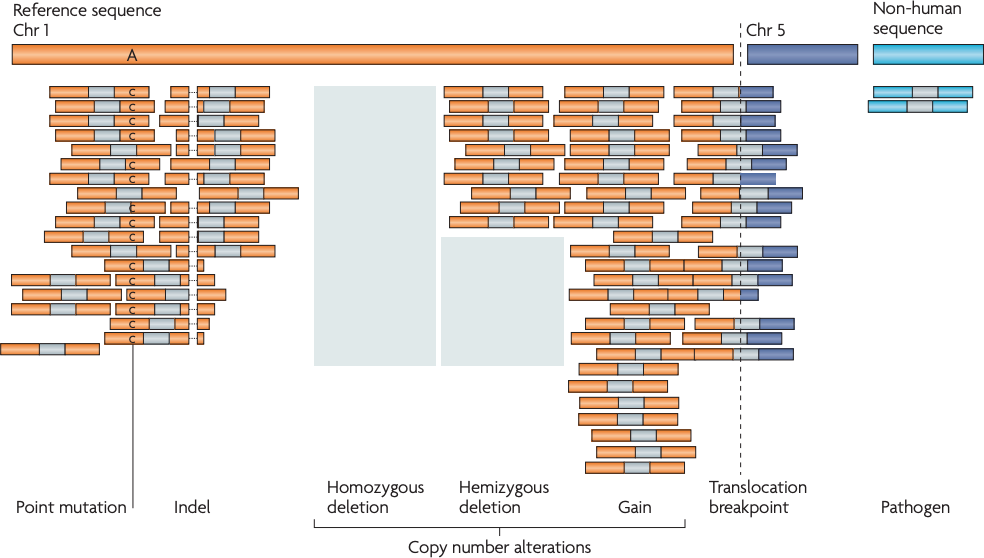 Reference sequence
Chr 1
Chr 5
Non-human
sequence
A
C
C
C
C
C
C
C
C
C
C
C
C
C
C
Point mutation
Indel
Homozygous
deletion
Hemizygous
deletion
Gain
Translocation
breakpoint
Pathogen
Copy number alterations